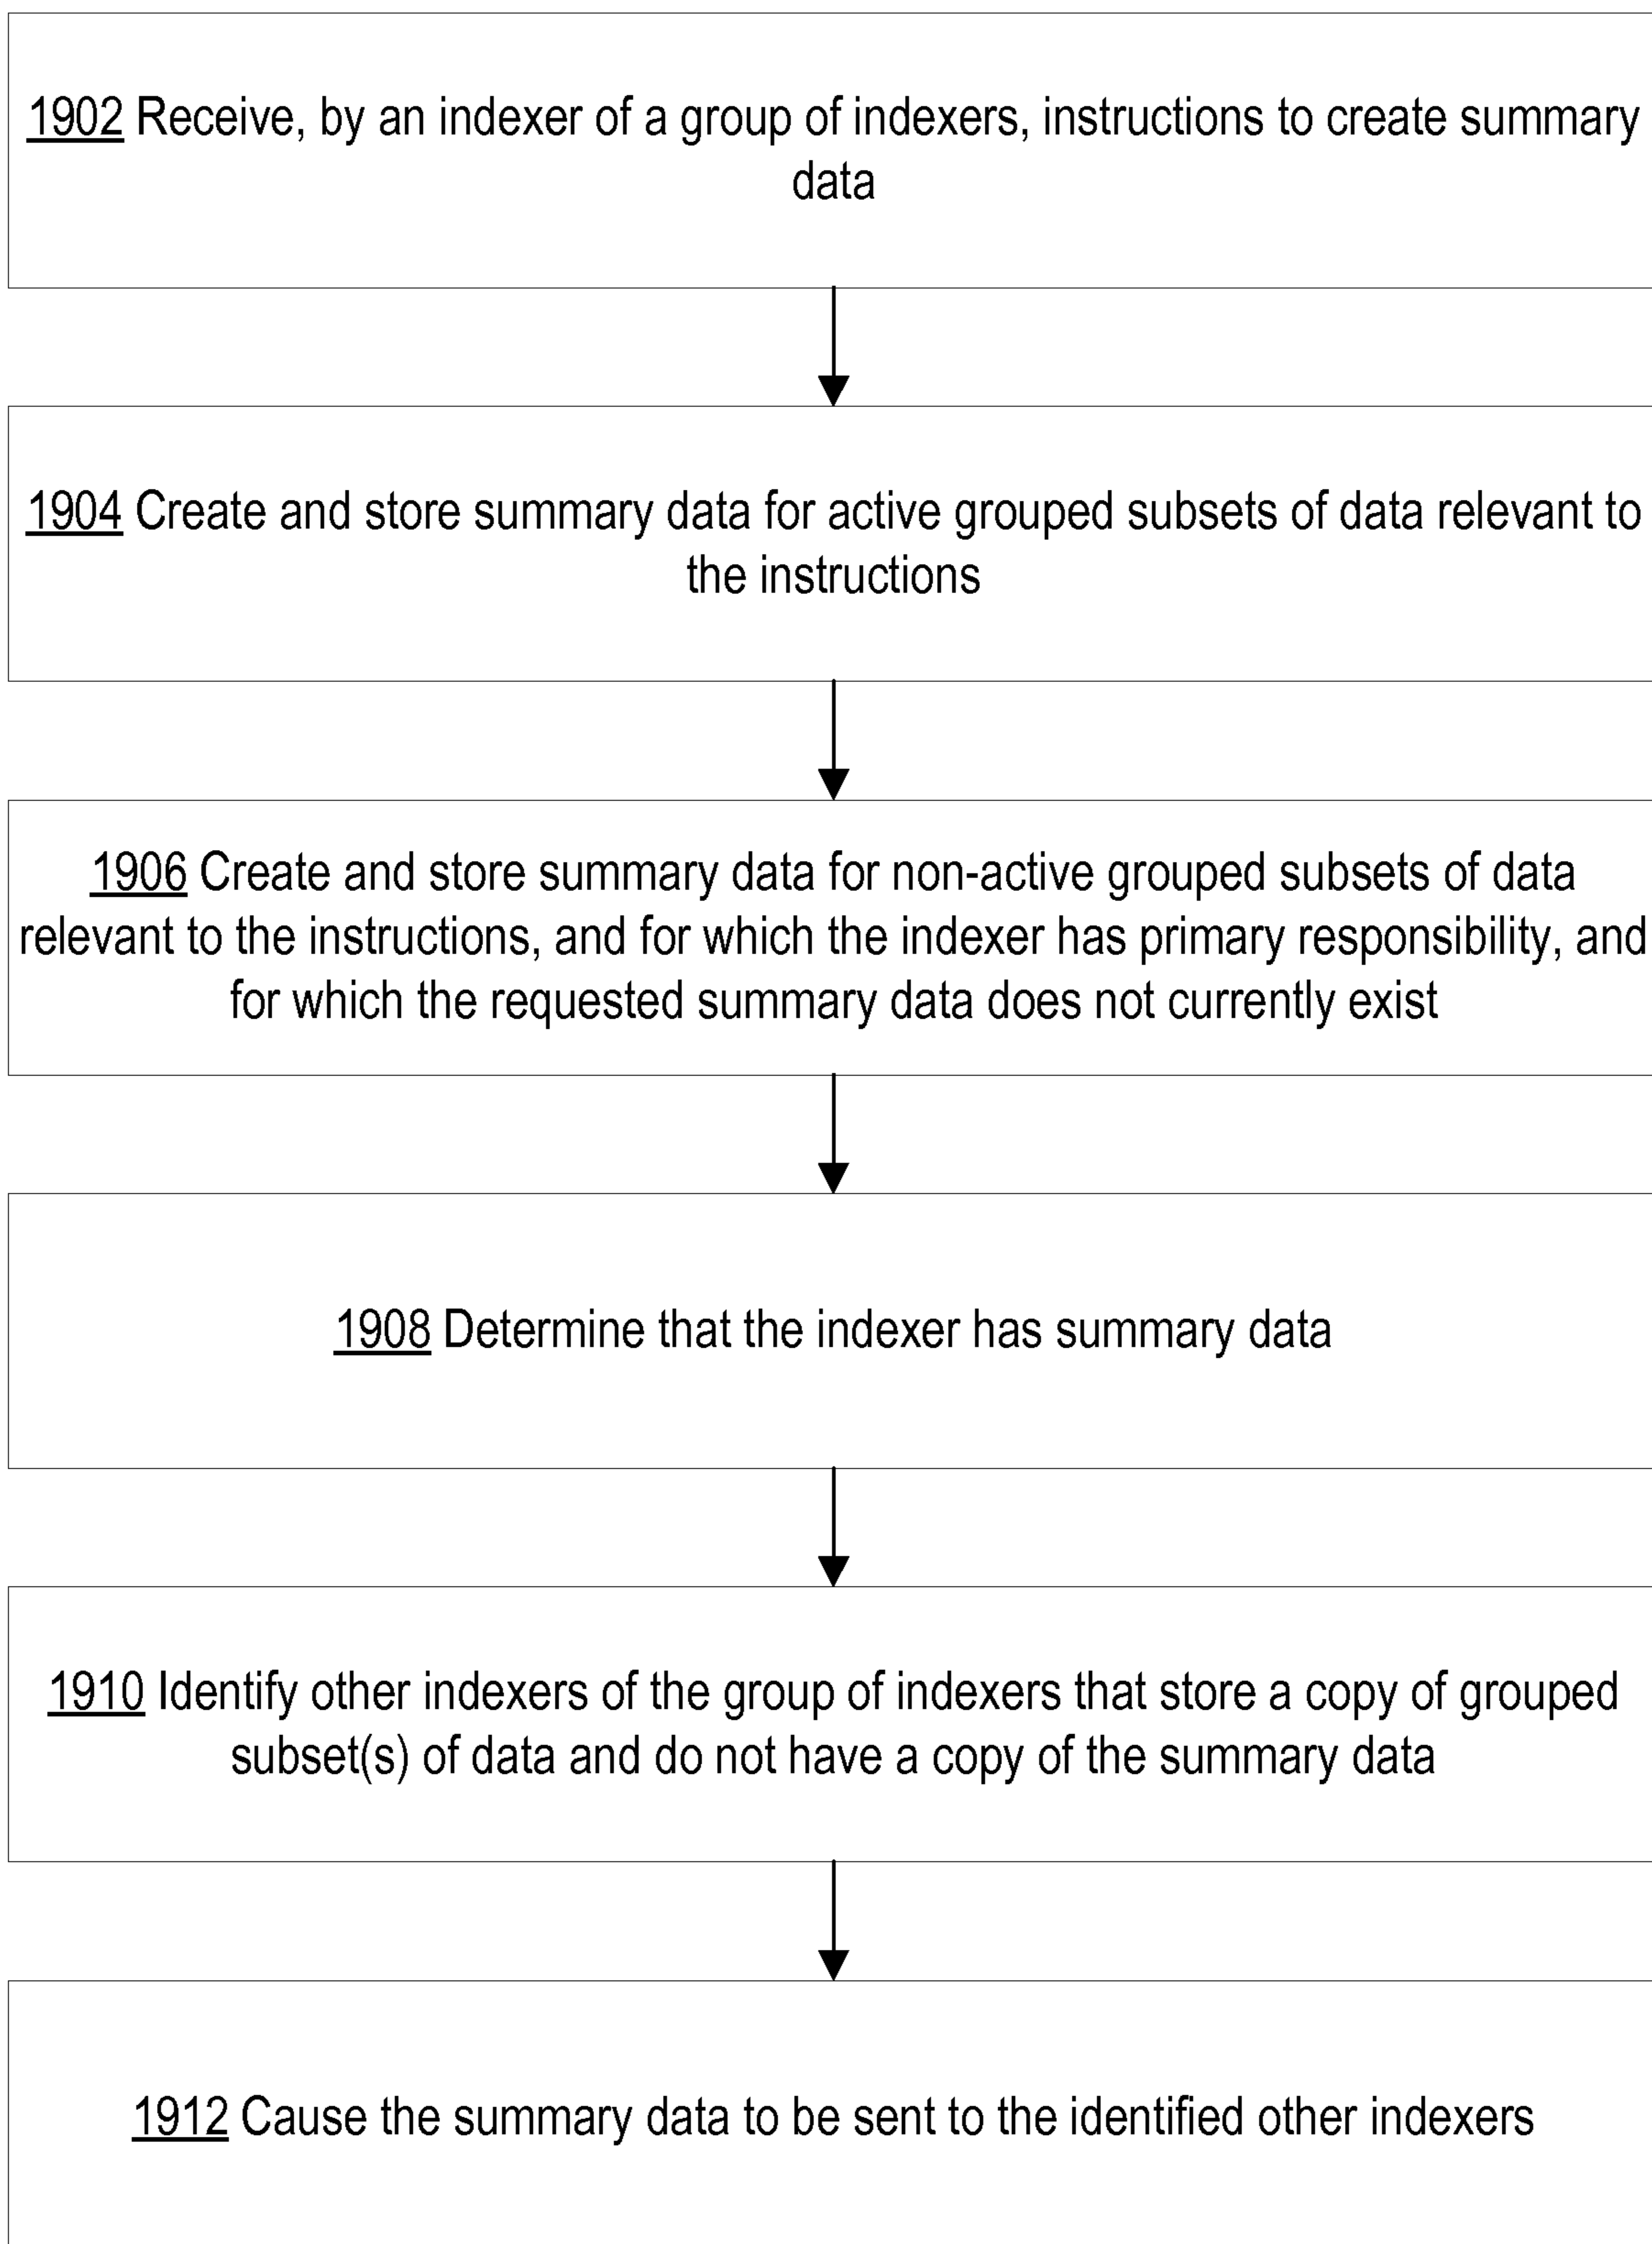 1902 Receive, by an indexer of a group of indexers, instructions to create summary
data
1904 Create and store summary data for active grouped subsets of data relevant to
the instructions
1906 Create and store summary data for non-active grouped subsets of data
relevant to the instructions, and for which the indexer has primary responsibility, and
for which the requested summary data does not currently exist
1908 Determine that the indexer has summary data
1910 Identify other indexers of the group of indexers that store a copy of grouped
subset(s) of data and do not have a copy of the summary data
1912 Cause the summary data to be sent to the identified other indexers